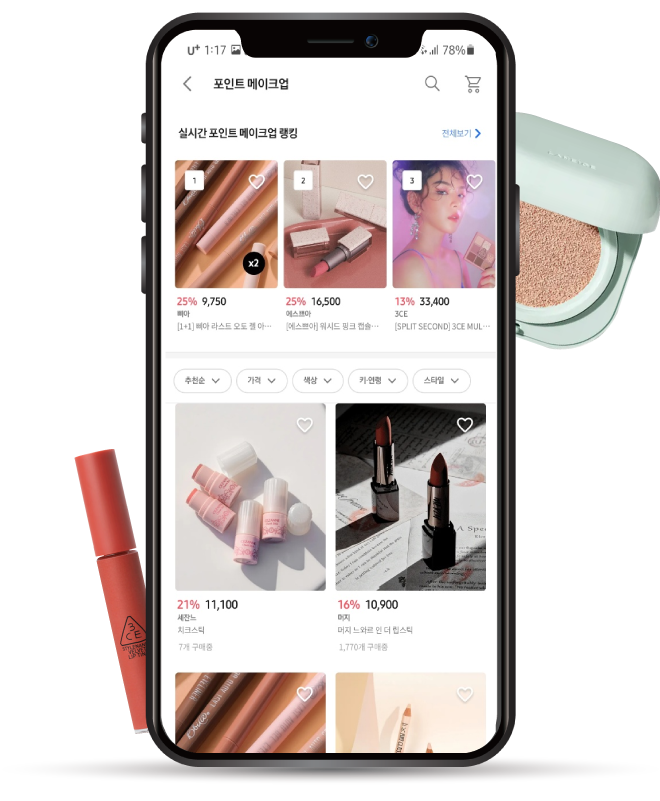 U+ 1:17
78%
포인트 메이크업
실시간 포인트 메이크업 랭킹
전체보기
1
2
3
x2
25% 9,750
25% 16,500
13% 33,400
삐아
에스쁘아
3CE
[1+1] 삐아 라스트 오토 젤 아…
[에스쁘아] 워시드 핑크 캡슐…
[SPLIT SECOND] 3CE MUL…
추천순
가격
색상
키·연령
스타일
21% 11,100
16% 10,900
세잔느
머지
치크스틱
머지 느와르 인 더 립스틱
7개 구매중
1,770개 구매중
3CE